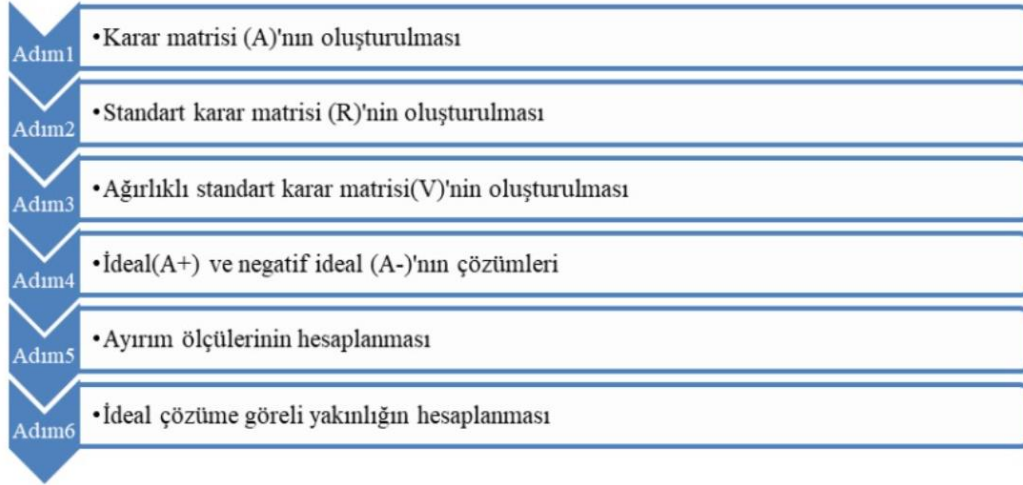 Adım1
•Karar matrisi (A)'nın oluşturulması
Adım2
•Standart karar matrisi (R)'nin oluşturulması
Adım3
•Ağırlıklı standart karar matrisi(V)'nin oluşturulması
Adım4
•İdeal(A+) ve negatif ideal (A-)'nın çözümleri
Adım5
•Ayırım ölçülerinin hesaplanması
Adım6
•İdeal çözüme göreli yakınlığın hesaplanması